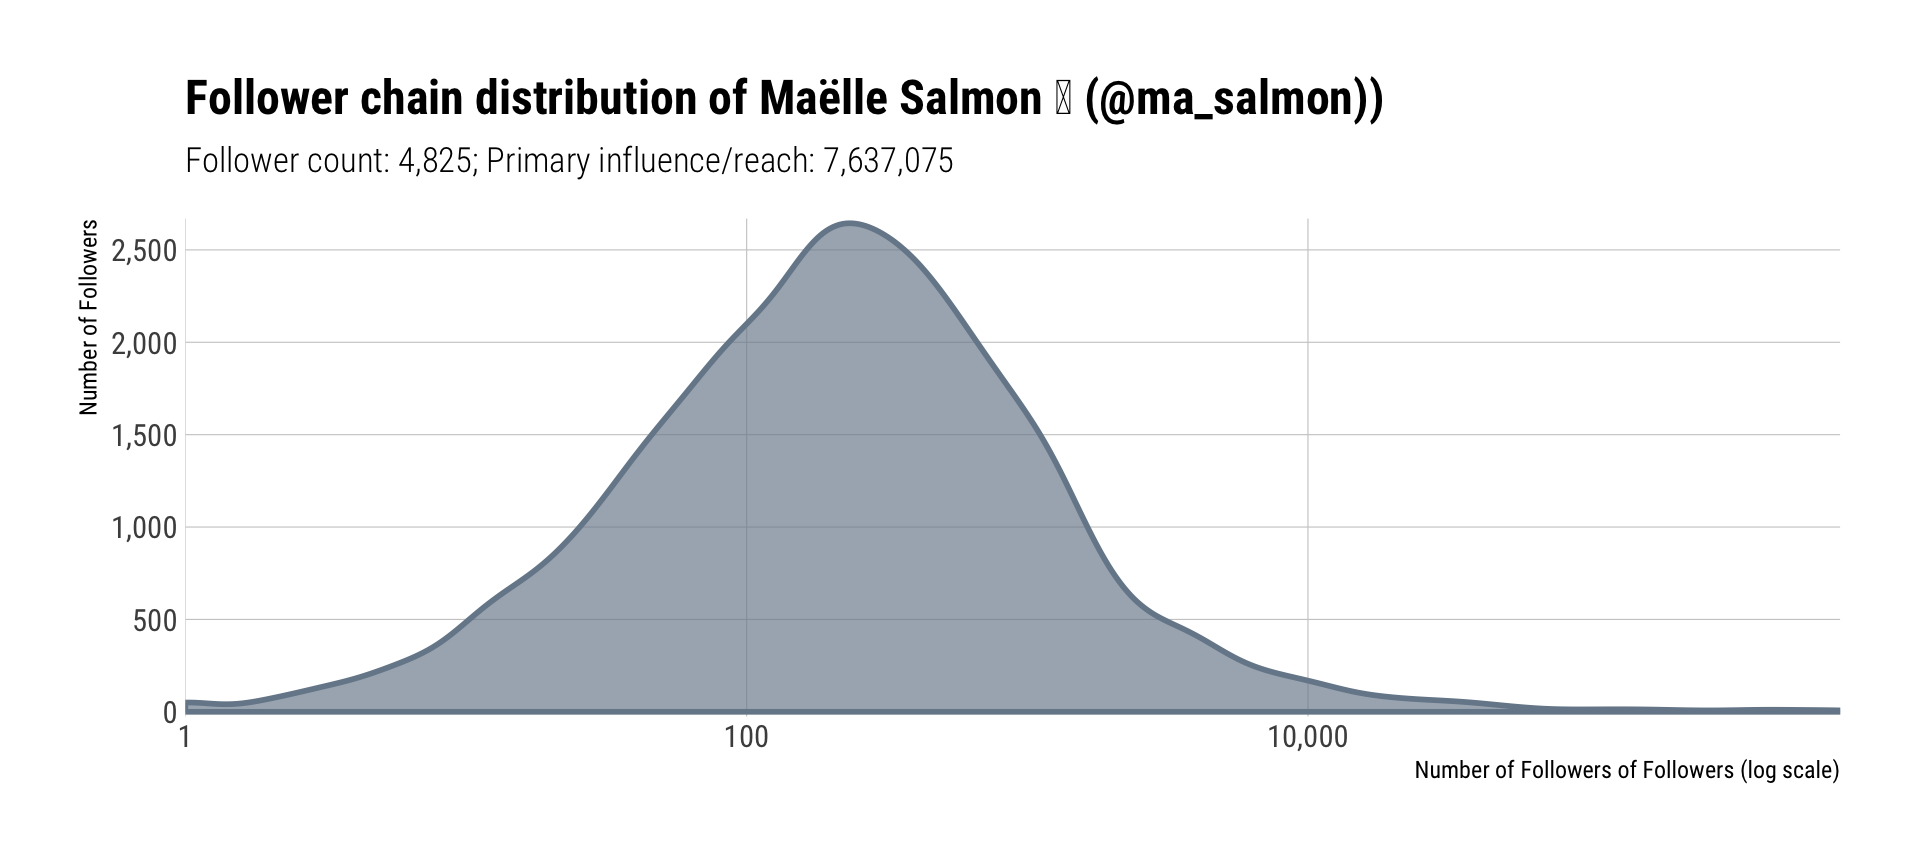 Follower chain distribution of Maëlle Salmon (@ma_salmon))
Follower count: 4,825; Primary influence/reach: 7,637,075
Number of Followers
2,500
2,000
1,500
1,000
500
0
1
100
10,000
Number of Followers of Followers (log scale)